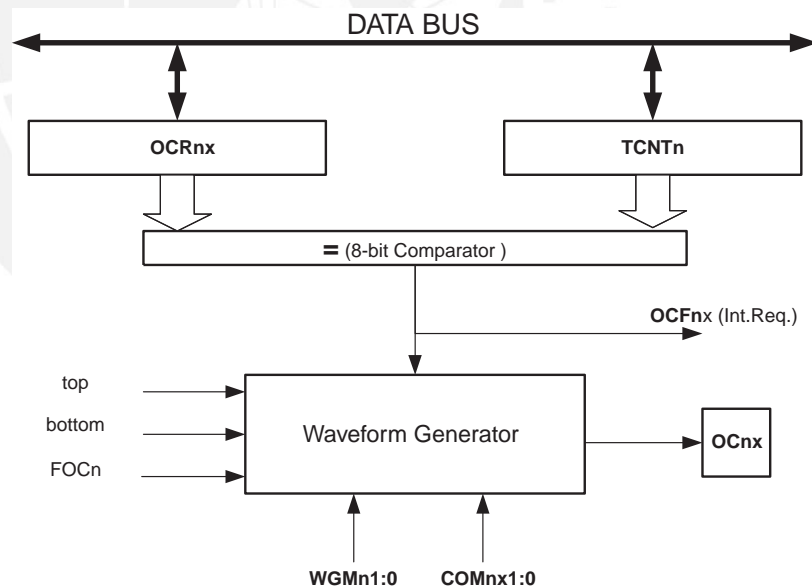 DATA BUS
OCRnx
TCNTn
= (8-bit Comparator )
OCFnx (Int.Req.)
top
bottom
FOCn
Waveform Generator
OCnx
WGMn1:0
COMnx1:0